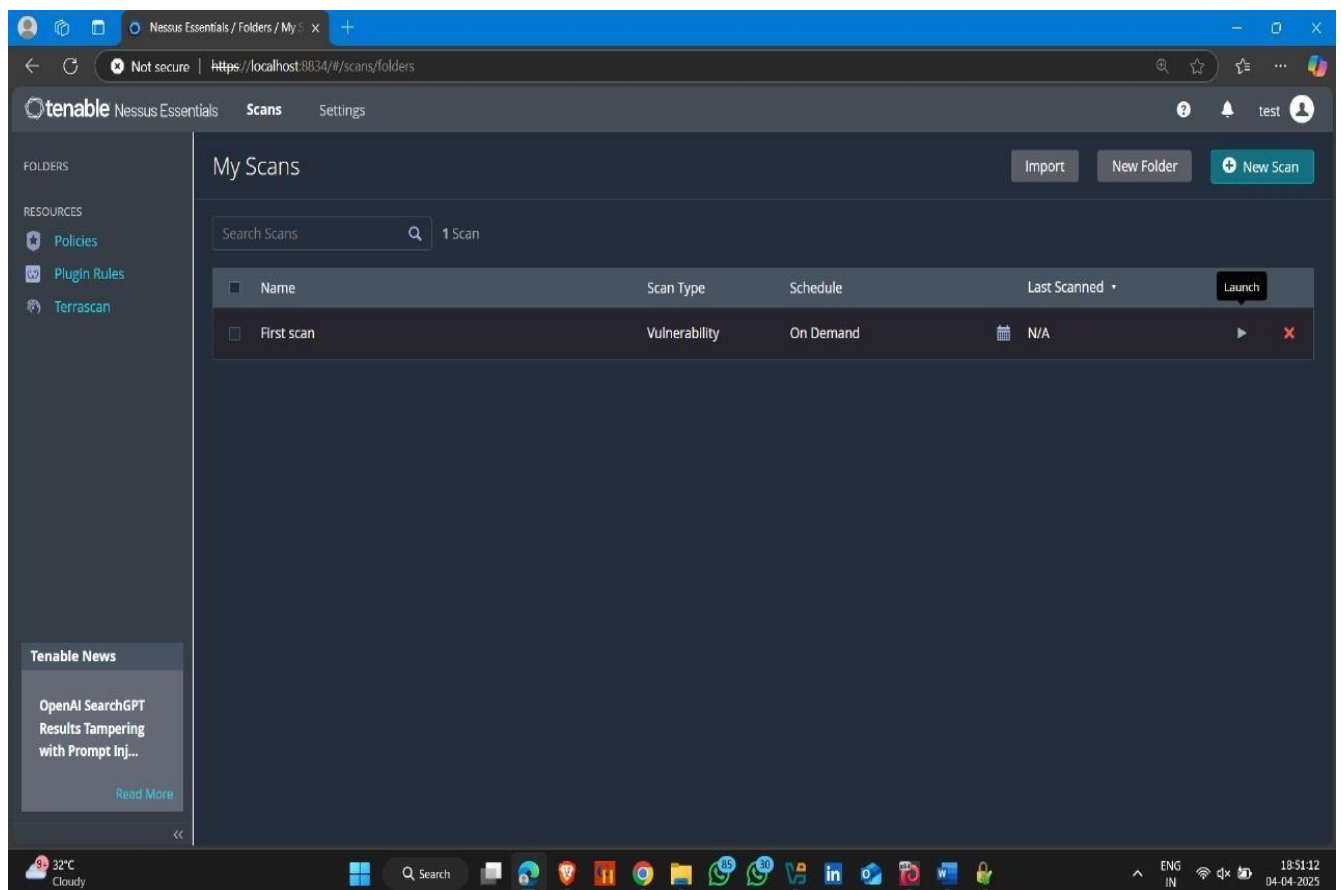 Nessus Essentials / Folders / My S
Not secure | https://localhost:8834/#/scans/folders
tenable Nessus Essentials Scans Settings
test
FOLDERS
My Scans
Import New Folder New Scan
RESOURCES
Policies
Plugin Rules
Terrascan
Search Scans 1 Scan
Name Scan Type Schedule Last Scanned Launch
First scan Vulnerability On Demand N/A
Tenable News
OpenAI SearchGPT
Results Tampering
with Prompt Inj...
Read More
9+ 32°C
Cloudy
Search
85 30
ENG
IN
18:51:12
04-04-2025